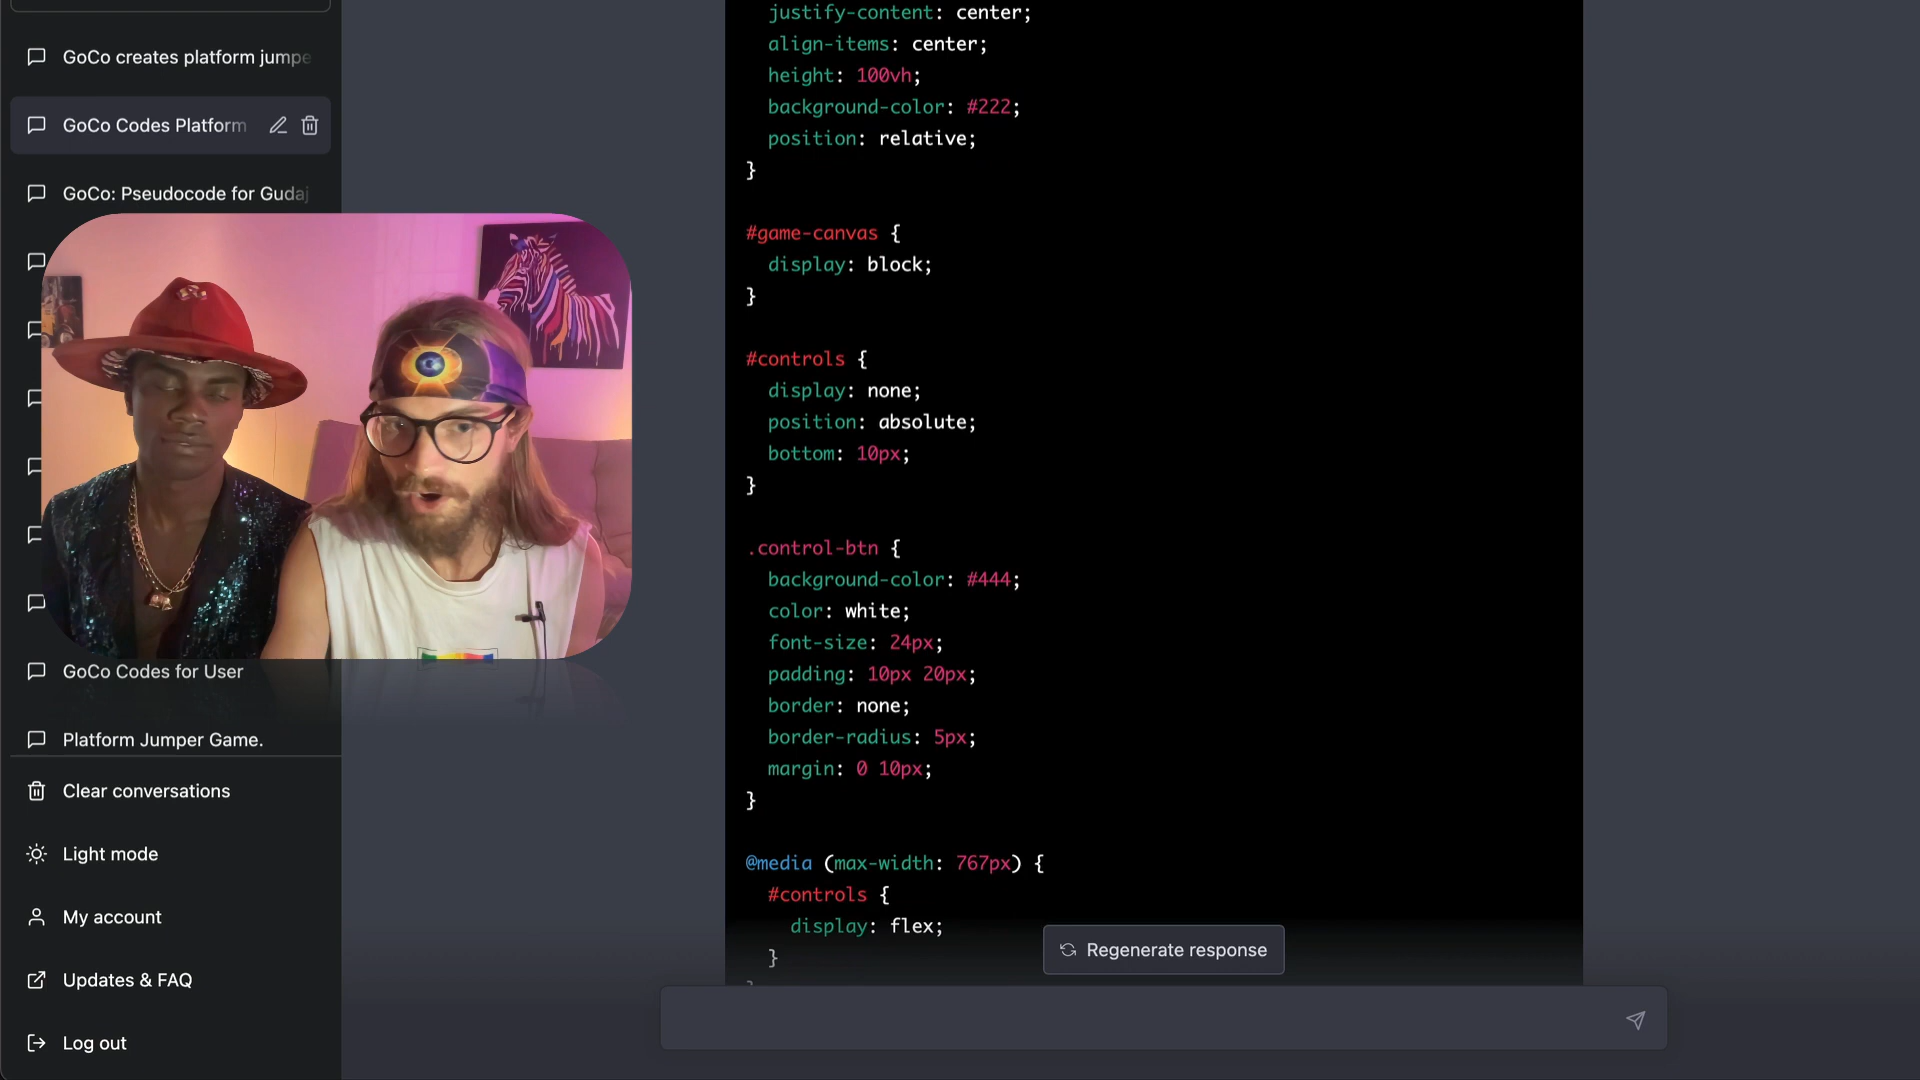 GoCo creates platform jumpe
GoCo Codes Platform
GoCo: Pseudocode for Gudaj
GoCo Codes for User
Platform Jumper Game.
Clear conversations
Light mode
My account
Updates & FAQ
Log out
justify-content: center;
align-items: center;
height: 100vh;
background-color: #222;
position: relative;
}
#game-canvas {
display: block;
}
#controls {
display: none;
position: absolute;
bottom: 10px;
}
.control-btn {
background-color: #444;
color: white;
font-size: 24px;
padding: 10px 20px;
border: none;
border-radius: 5px;
margin: 0 10px;
}
@media (max-width: 767px) {
#controls {
display: flex;
}
Regenerate response